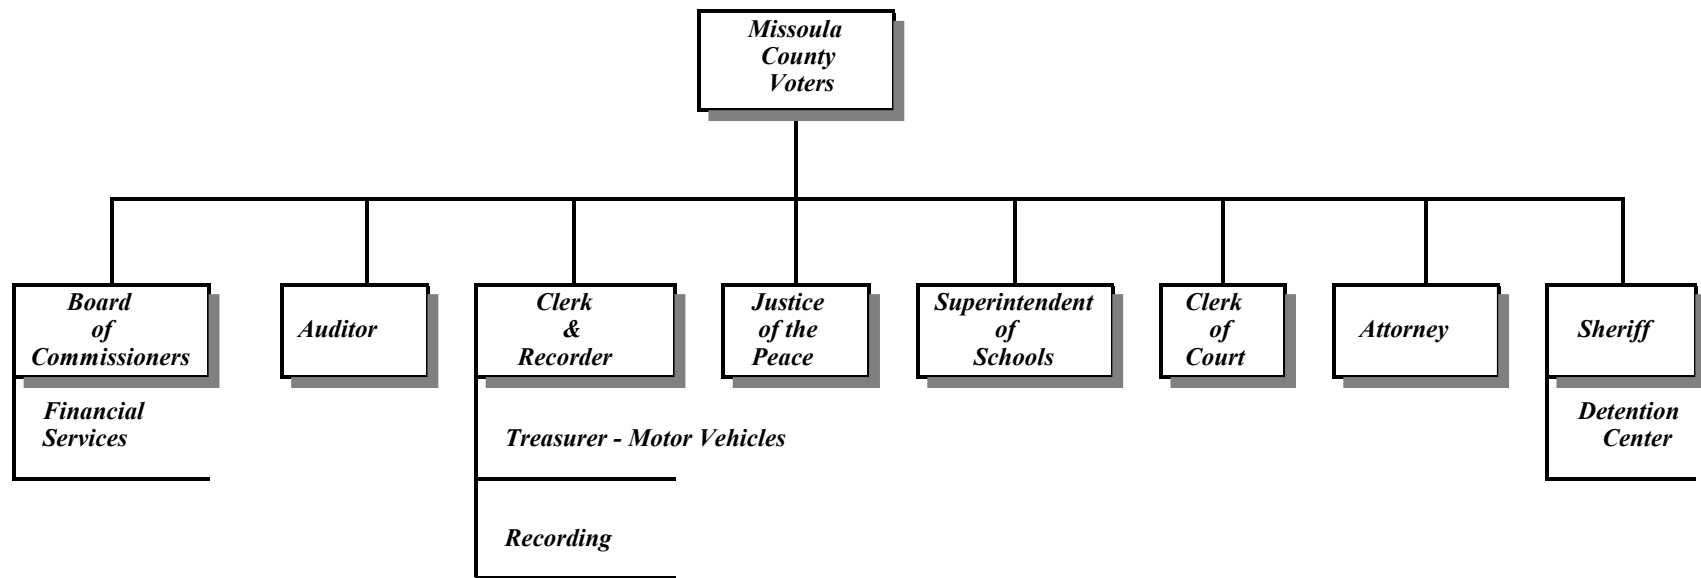 Missoula
County
Voters
Board
of
Commissioners
Auditor
Clerk
&
Recorder
Justice
of the
Peace
Superintendent
of
Schools
Clerk
of
Court
Attorney
Sheriff
Financial
Services
Treasurer - Motor Vehicles
Recording
Detention
Center